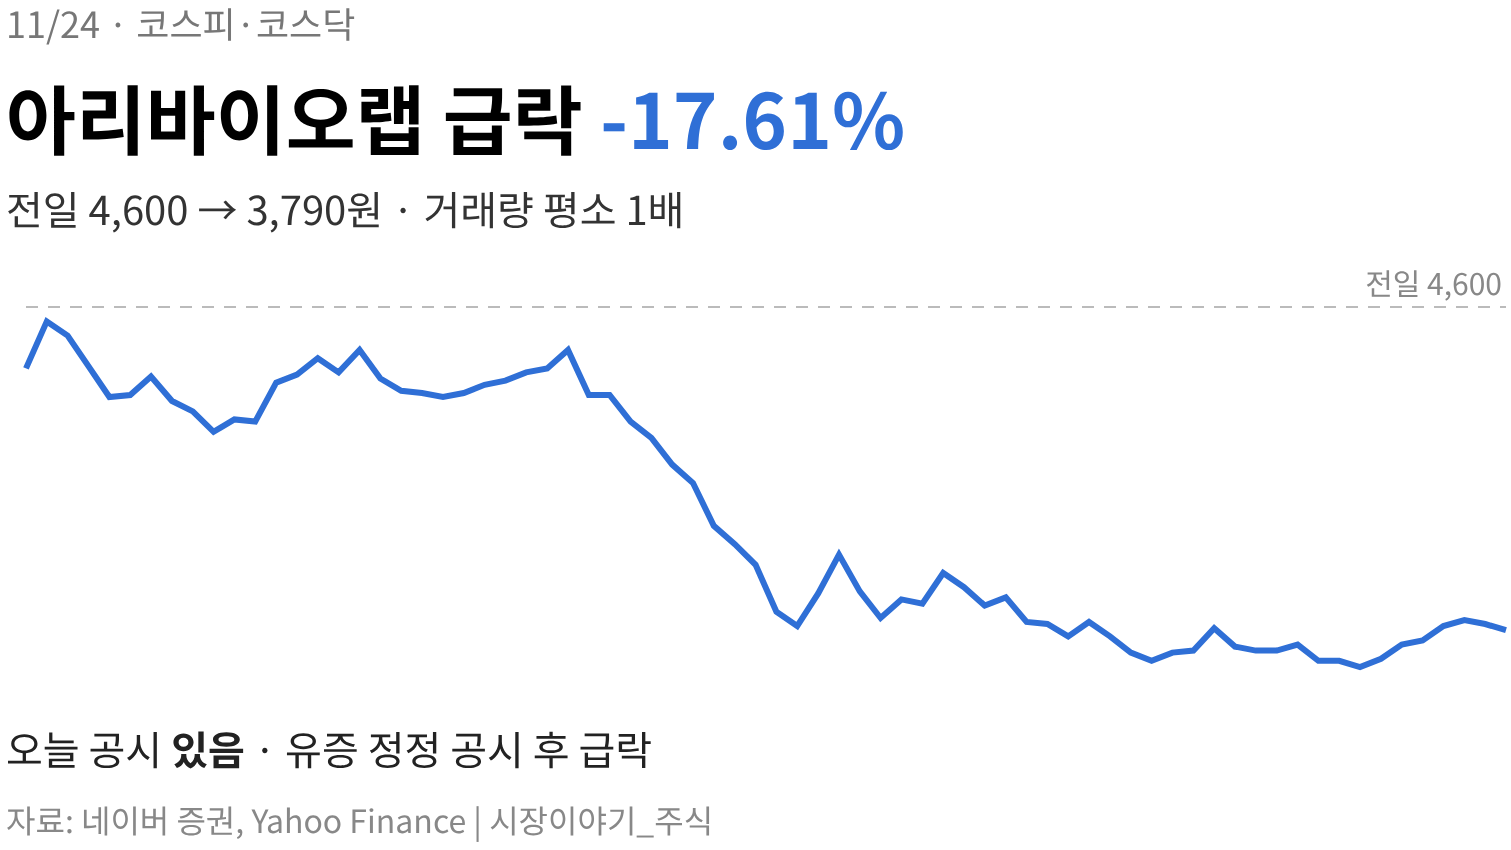 11/24 · 코스피·코스닥
아리바이오랩 급락 -17.61%
전일 4,600 → 3,790원 · 거래량 평소 1배
전일 4,600
오늘 공시 있음 · 유증 정정 공시 후 급락
자료: 네이버 증권, Yahoo Finance | 시장이야기_주식